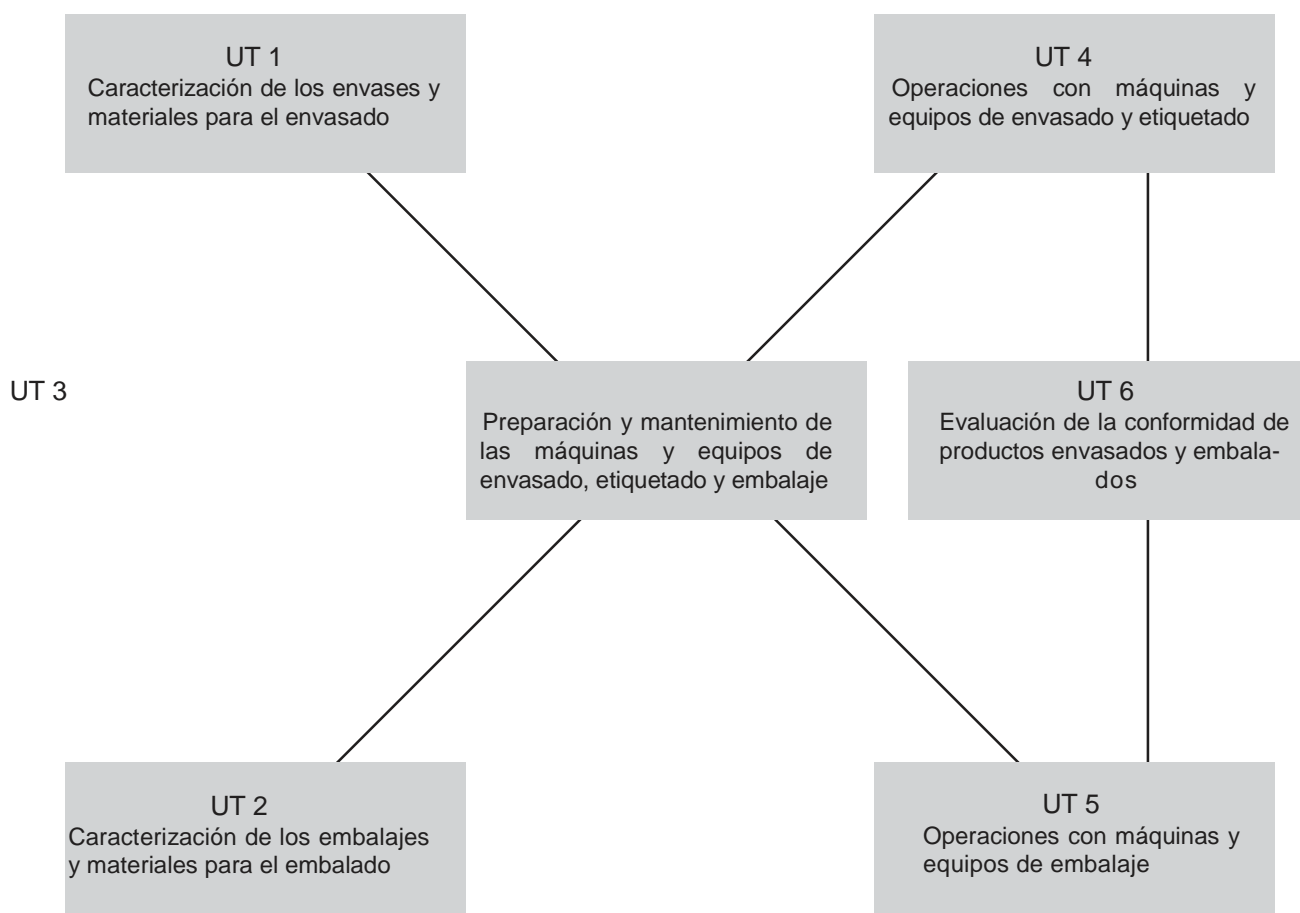 UT 1
Caracterización de los envases y
materiales para el envasado
UT 4
Operaciones con máquinas y
equipos de envasado y etiquetado
UT 3
Preparación y mantenimiento de
las máquinas y equipos de
envasado, etiquetado y embalaje
UT 6
Evaluación de la conformidad de
productos envasados y embala-
dos
UT 2
Caracterización de los embalajes
y materiales para el embalado
UT 5
Operaciones con máquinas y
equipos de embalaje